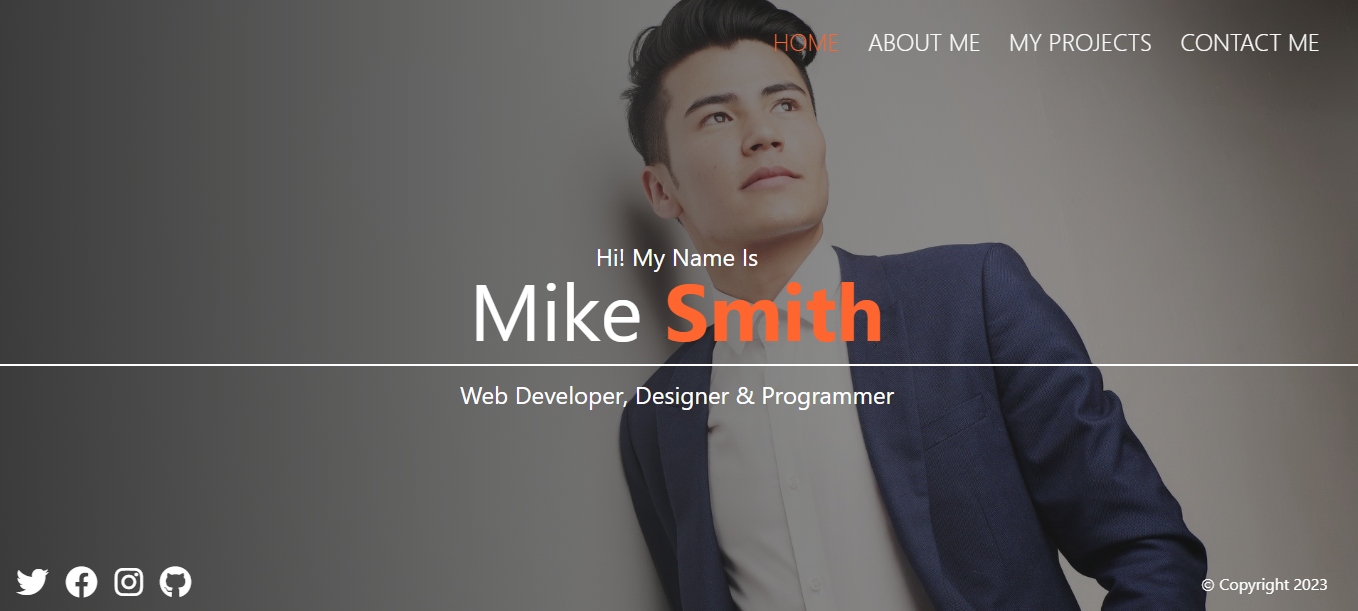 HOME ABOUT ME MY PROJECTS CONTACT ME
Hi! My Name Is
Mike Smith
Web Developer, Designer & Programmer
© Copyright 2023